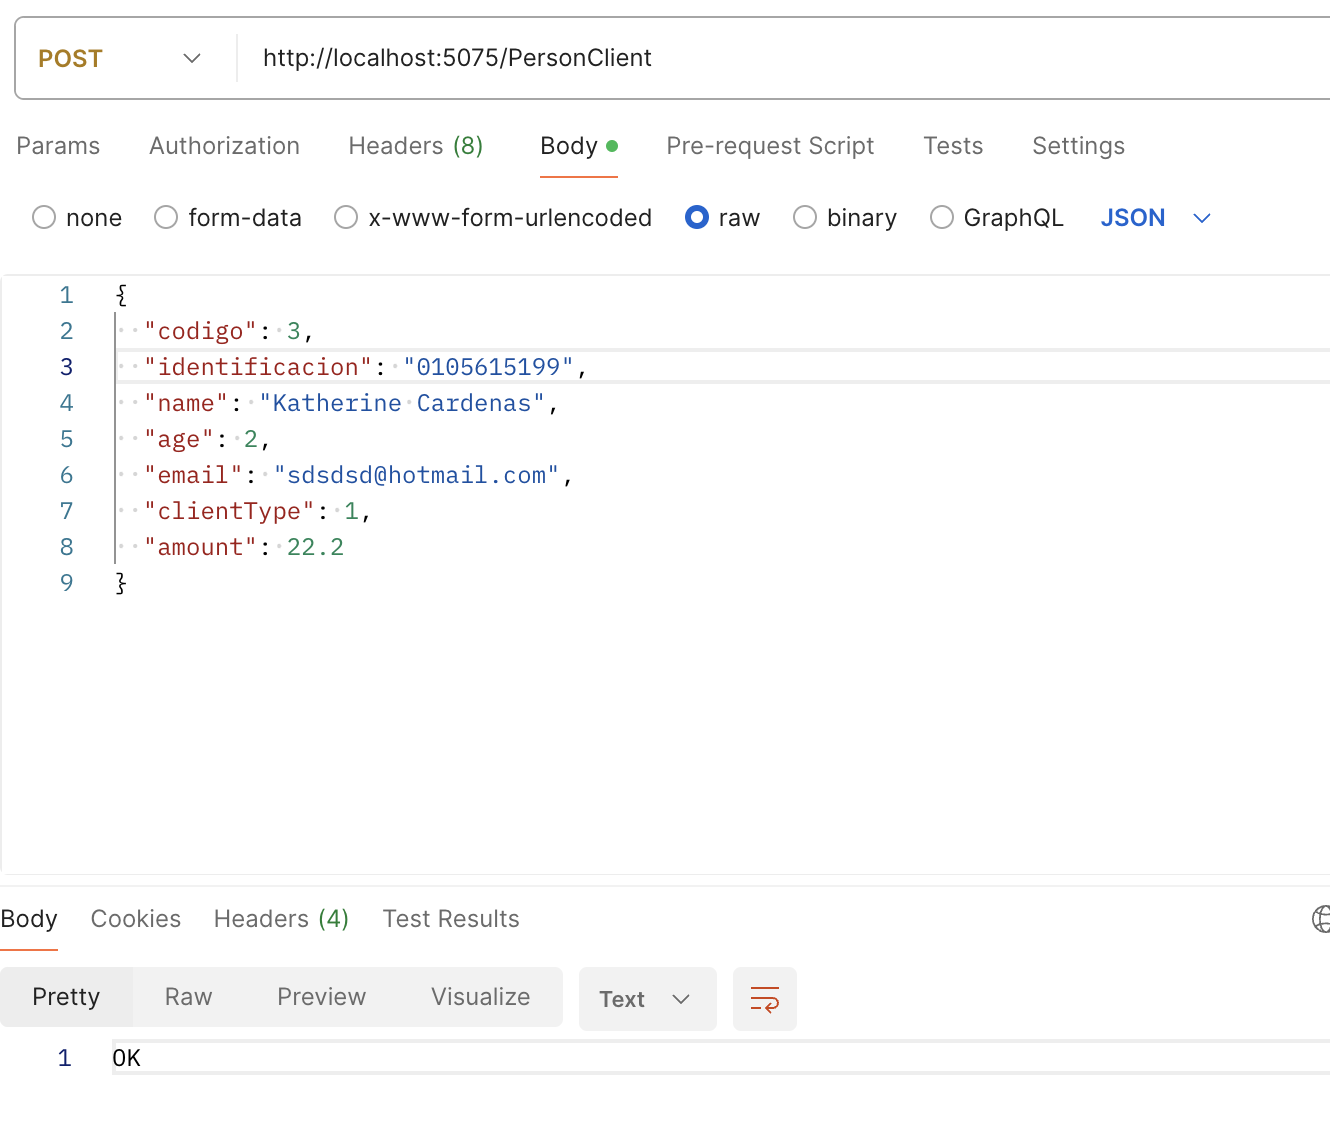 POST http://localhost:5075/PersonClient
Params Authorization Headers (8) Body Pre-request Script Tests Settings
none form-data x-www-form-urlencoded raw binary GraphQL JSON
1 {
2 "codigo": 3,
3 "identificacion": "0105615199",
4 "name": "Katherine Cardenas",
5 "age": 2,
6 "email": "sdsdsd@hotmail.com",
7 "clientType": 1,
8 "amount": 22.2
9 }
Body Cookies Headers (4) Test Results
Pretty Raw Preview Visualize Text
1 OK